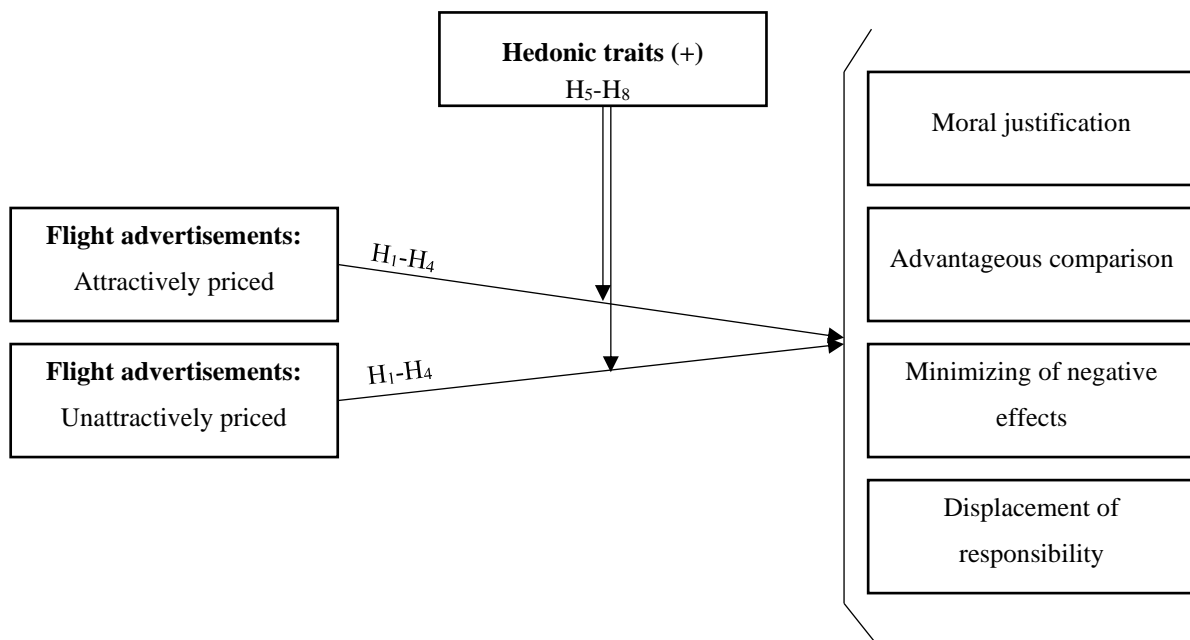 Hedonic traits (+)
H₅-H₈
Moral justification
Flight advertisements:
Attractively priced
H₁-H₄
Advantageous comparison
Flight advertisements:
Unattractively priced
H₁-H₄
Minimizing of negative
effects
Displacement of
responsibility